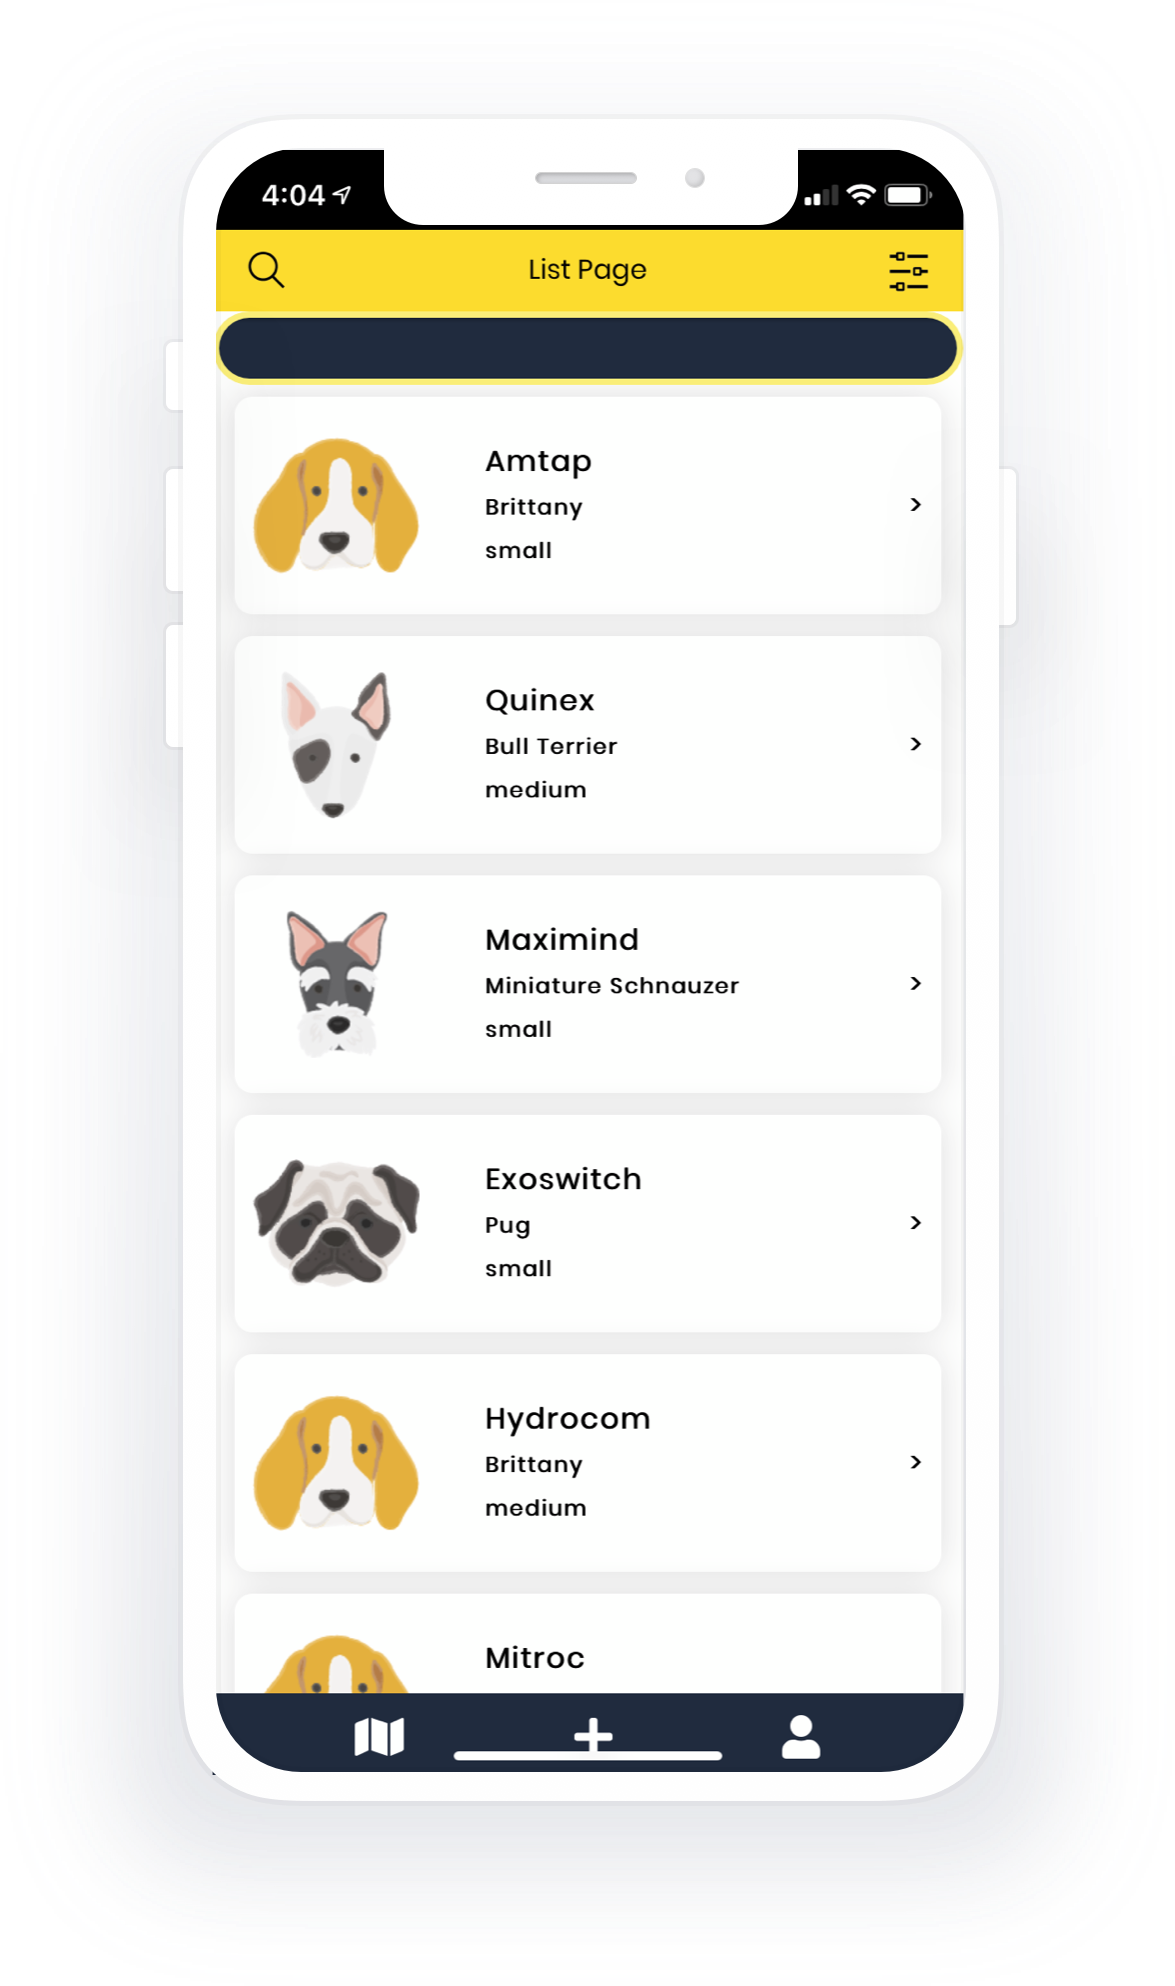 4:04
List Page
Amtap
Brittany
small
Quinex
Bull Terrier
medium
Maximind
Miniature Schnauzer
small
Exoswitch
Pug
small
Hydrocom
Brittany
medium
Mitroc